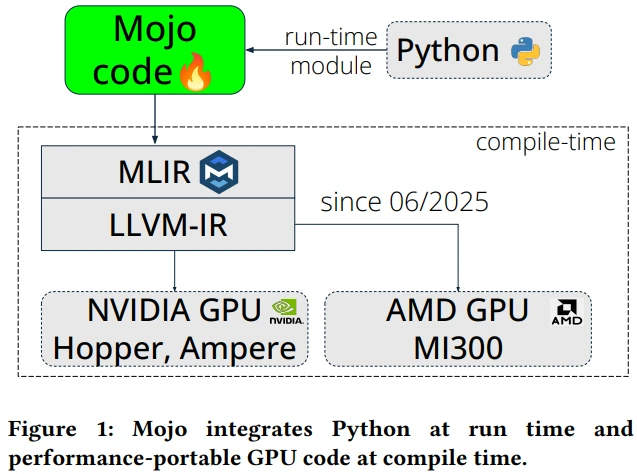 Mojo
code🔥
run-time
module
Python
compile-time
MLIR
LLVM-IR
since 06/2025
NVIDIA GPU
NVIDIA.
Hopper, Ampere
AMD GPU
AMD
MI300
Figure 1: Mojo integrates Python at run time and
performance-portable GPU code at compile time.